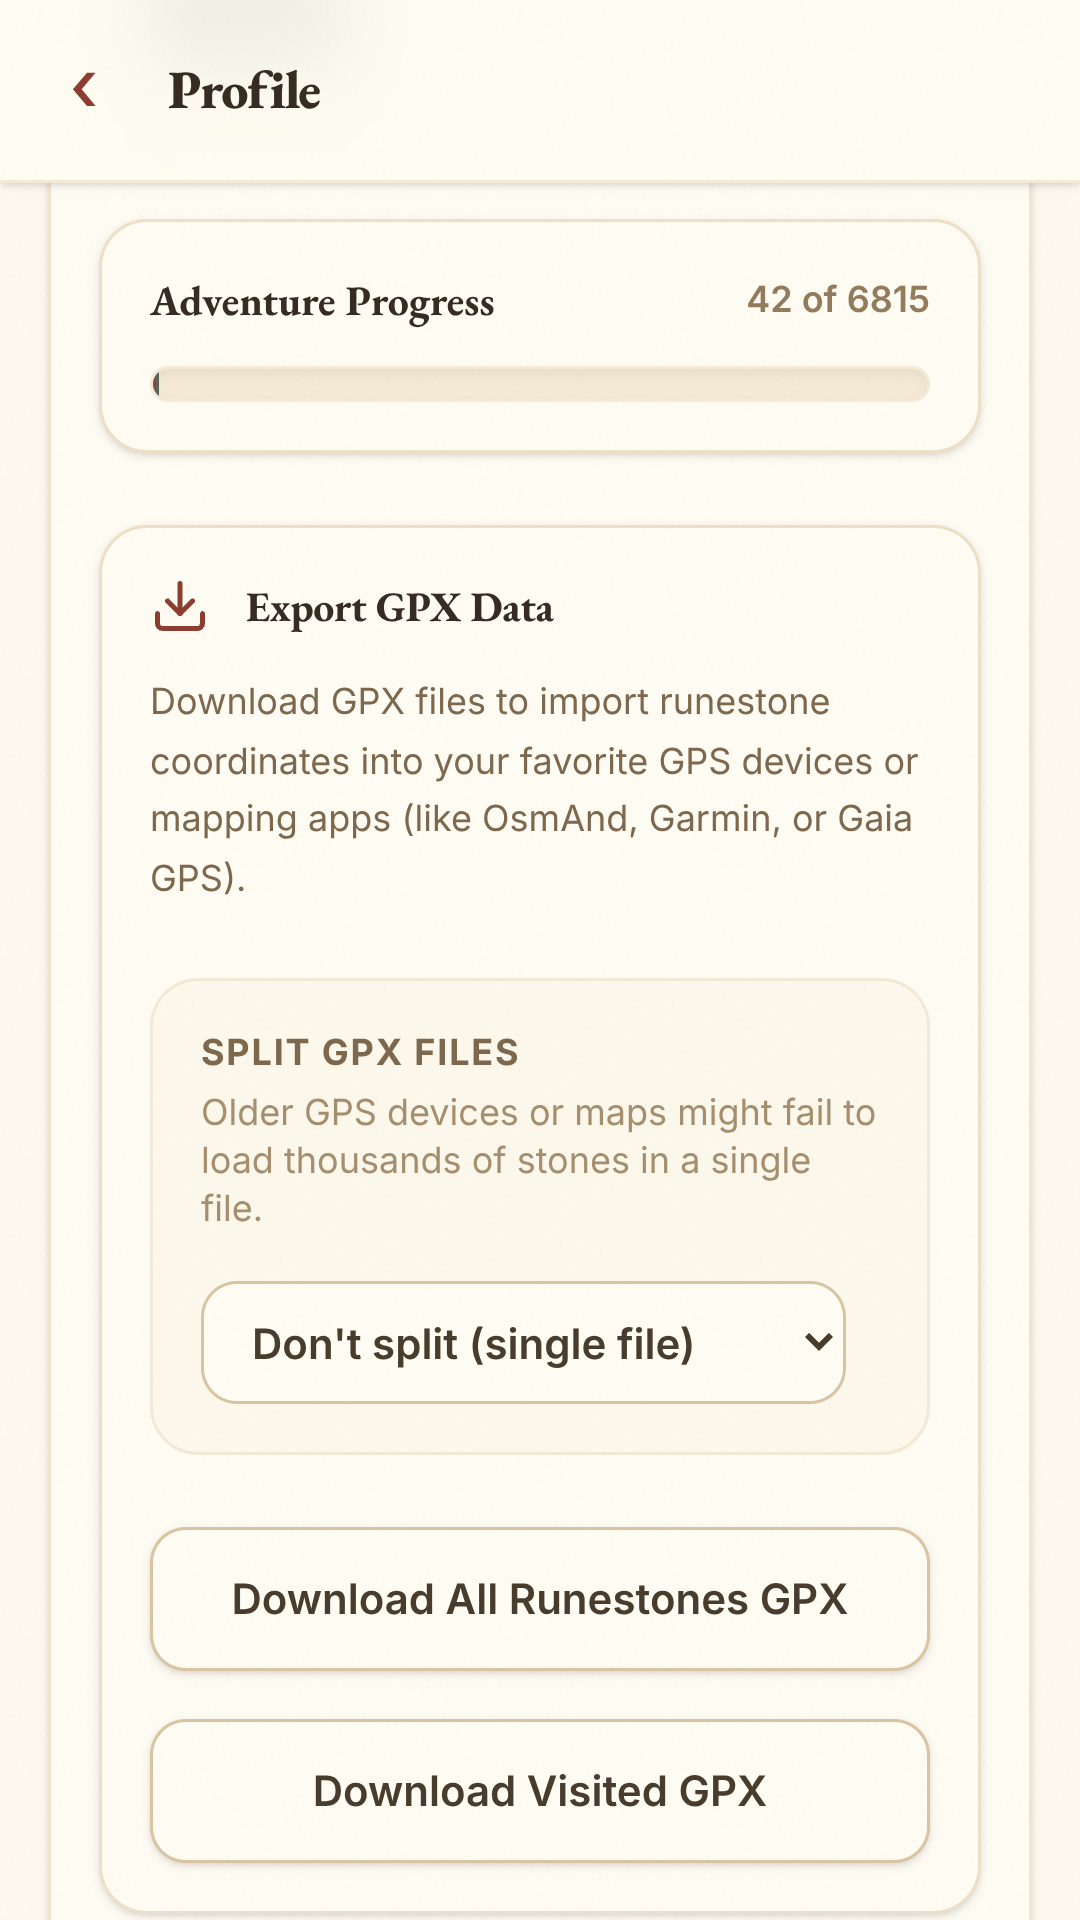 Profile
Adventure Progress
42 of 6815
Export GPX Data
Download GPX files to import runestone
coordinates into your favorite GPS devices or
mapping apps (like OsmAnd, Garmin, or Gaia
GPS).
SPLIT GPX FILES
Older GPS devices or maps might fail to
load thousands of stones in a single
file.
Don't split (single file)
Download All Runestones GPX
Download Visited GPX